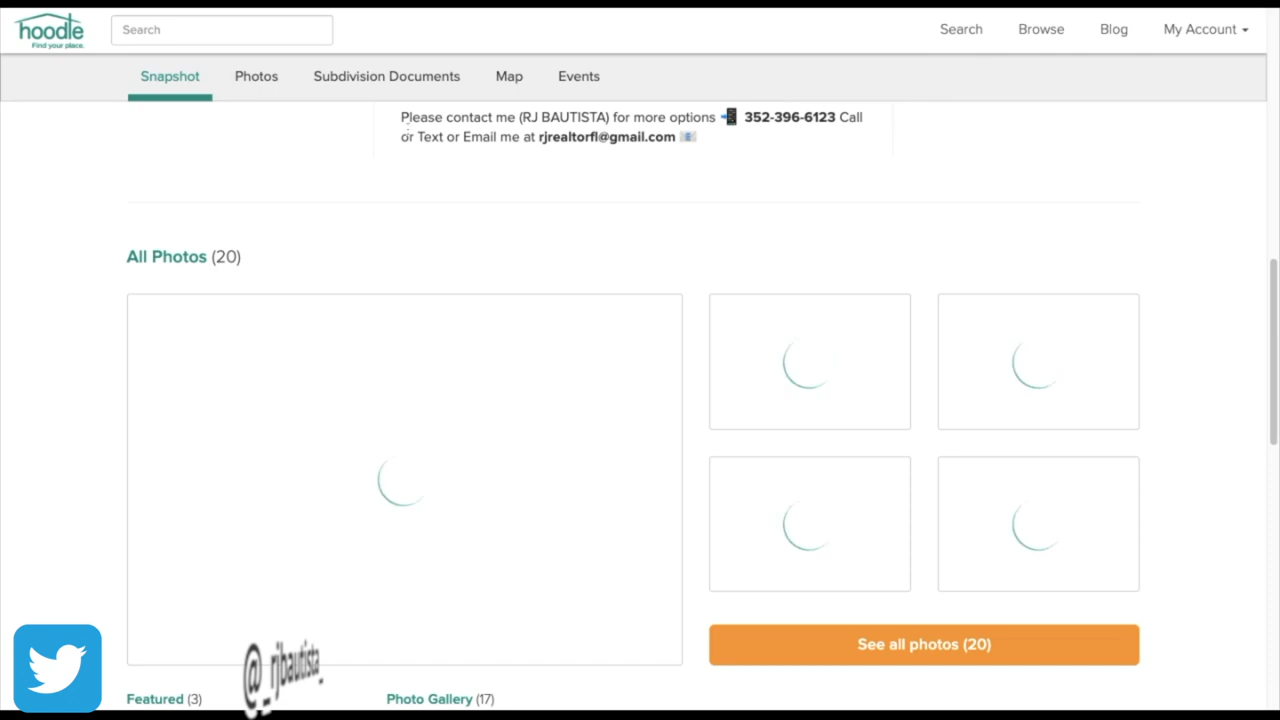 hoodle
Find your place.
Search
Search
Browse
Blog
My Account
Snapshot
Photos
Subdivision Documents
Map
Events
Please contact me (RJ BAUTISTA) for more options 📲 352-396-6123 Call
or Text or Email me at rjrealtorfl@gmail.com 📧
All Photos (20)
See all photos (20)
@_rjbautista_
Featured (3)
Photo Gallery (17)